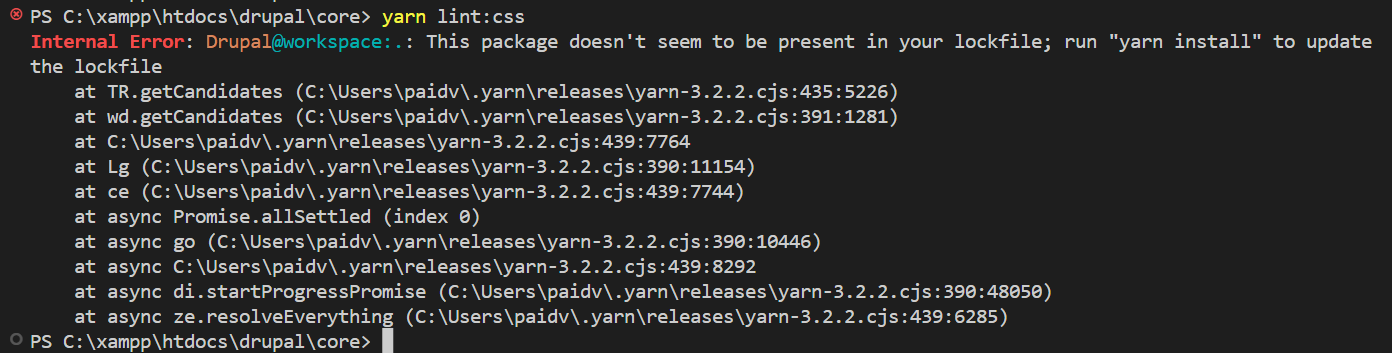 PS C:\xampp\htdocs\drupal\core> yarn lint:css
Internal Error: Drupal@workspace:.: This package doesn't seem to be present in your lockfile; run "yarn install" to update
the lockfile
    at TR.getCandidates (C:\Users\paidv\.yarn\releases\yarn-3.2.2.cjs:435:5226)
    at wd.getCandidates (C:\Users\paidv\.yarn\releases\yarn-3.2.2.cjs:391:1281)
    at C:\Users\paidv\.yarn\releases\yarn-3.2.2.cjs:439:7764
    at Lg (C:\Users\paidv\.yarn\releases\yarn-3.2.2.cjs:390:11154)
    at ce (C:\Users\paidv\.yarn\releases\yarn-3.2.2.cjs:439:7744)
    at async Promise.allSettled (index 0)
    at async go (C:\Users\paidv\.yarn\releases\yarn-3.2.2.cjs:390:10446)
    at async C:\Users\paidv\.yarn\releases\yarn-3.2.2.cjs:439:8292
    at async di.startProgressPromise (C:\Users\paidv\.yarn\releases\yarn-3.2.2.cjs:390:48050)
    at async ze.resolveEverything (C:\Users\paidv\.yarn\releases\yarn-3.2.2.cjs:439:6285)
PS C:\xampp\htdocs\drupal\core>